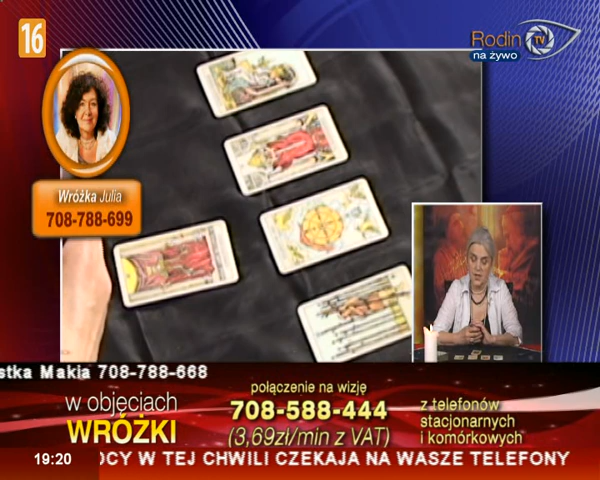 16
Rodin TV
na żywo
Wróżka Julia
708-788-699
stka Makia 708-788-668
w objęciach
WRÓŻKI
połączenie na wizję
708-588-444
(3,69zł/min z VAT)
z telefonów
stacjonarnych
i komórkowych
19:20
OCY W TEJ CHWILI CZEKAJA NA WASZE TELEFONY